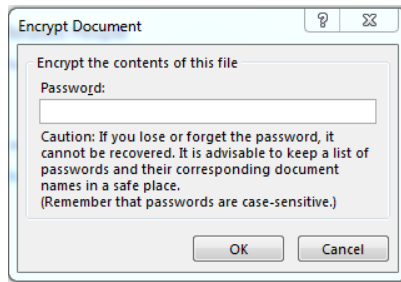 Encrypt Document
Encrypt the contents of this file
Password:
Caution: If you lose or forget the password, it
cannot be recovered. It is advisable to keep a list of
passwords and their corresponding document
names in a safe place.
(Remember that passwords are case-sensitive.)
OK Cancel